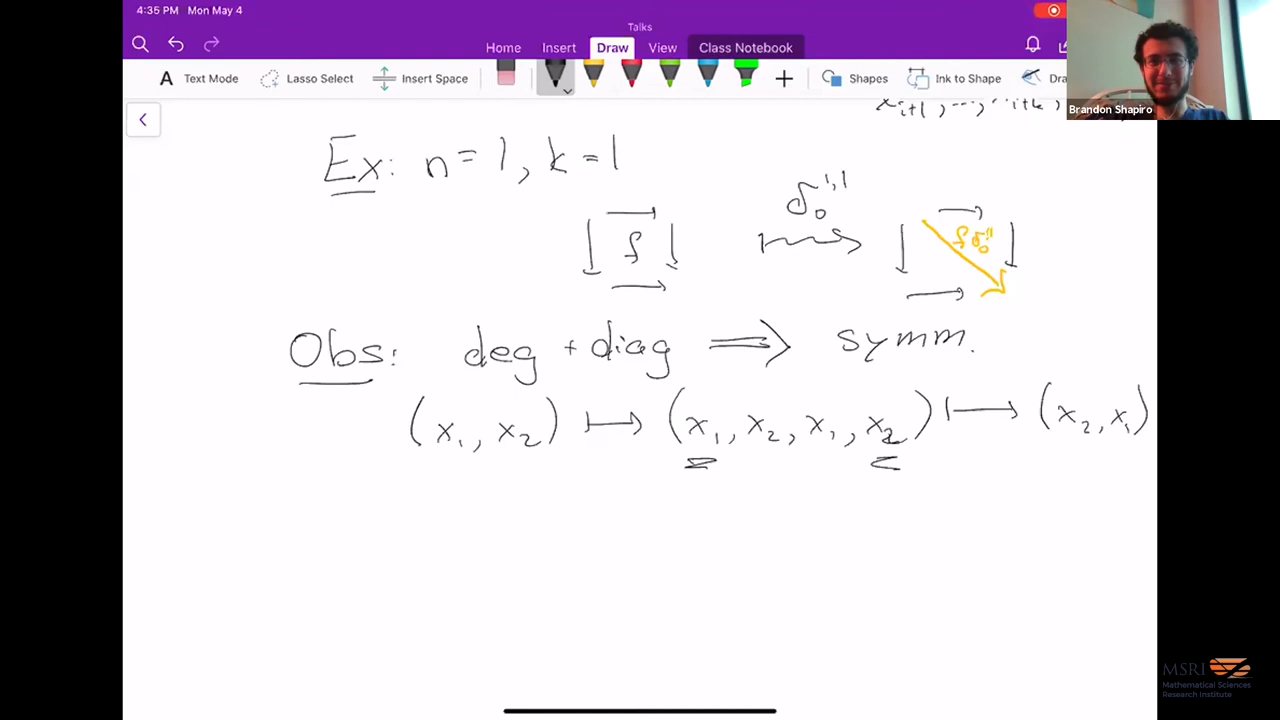 4:35 PM Mon May 4
Talks
Home Insert Draw View Class Notebook
Text Mode Lasso Select Insert Space Shapes Ink to Shape
Brandon Shapiro
Ex: n=1, k=1
δ₀^{1,1}
f ↦ fδ₀^{1,1}
Obs: deg + diag ⟹ symm.
(x₁, x₂) ↦ (x₁, x₂, x₁, x₂) ↦ (x₂, x₁)
MSRI
Mathematical Sciences
Research Institute